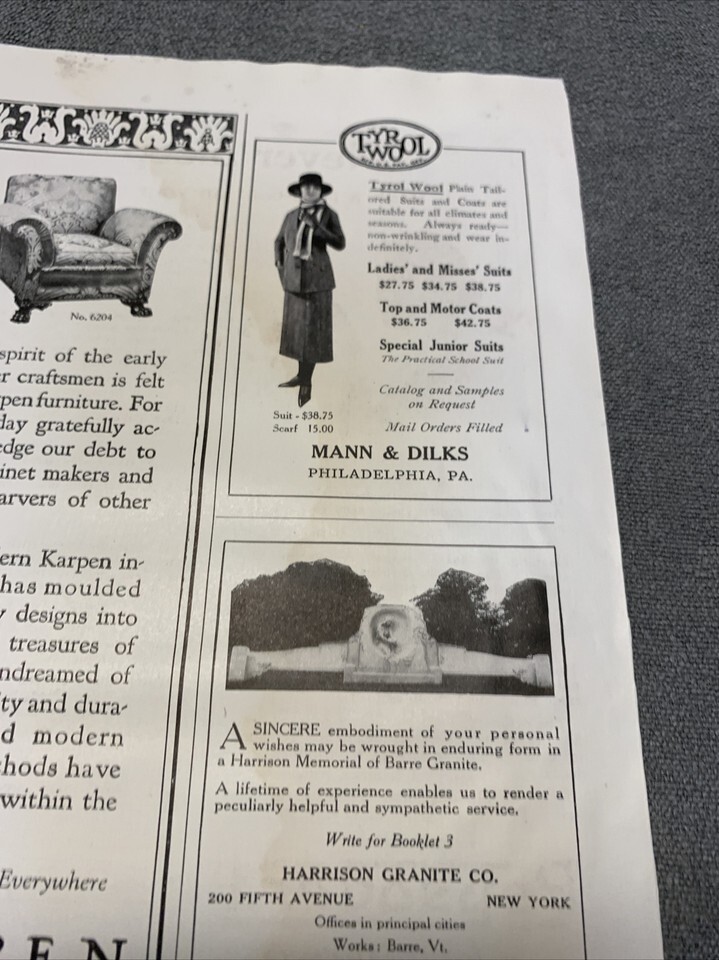 No. 6204
spirit of the early
r craftsmen is felt
pen furniture. For
day gratefully ac-
edge our debt to
inet makers and
arvers of other
ern Karpen in-
has moulded
designs into
treasures of
ndreamed of
ty and dura-
d modern
hods have
within the
Everywhere
PEN
TYROL
WOOL
Tyrol Wool Plain Tail-
ored Suits and Coats are
suitable for all climates and
seasons. Always ready—
non-wrinkling and wear in-
definitely.
Ladies' and Misses' Suits
$27.75 $34.75 $38.75
Top and Motor Coats
$36.75 $42.75
Special Junior Suits
The Practical School Suit
Catalog and Samples
on Request
Mail Orders Filled
Suit - $38.75
Scarf 15.00
MANN & DILKS
PHILADELPHIA, PA.
A SINCERE embodiment of your personal
wishes may be wrought in enduring form in
a Harrison Memorial of Barre Granite.
A lifetime of experience enables us to render a
peculiarly helpful and sympathetic service.
Write for Booklet 3
HARRISON GRANITE CO.
200 FIFTH AVENUE NEW YORK
Offices in principal cities
Works: Barre, Vt.